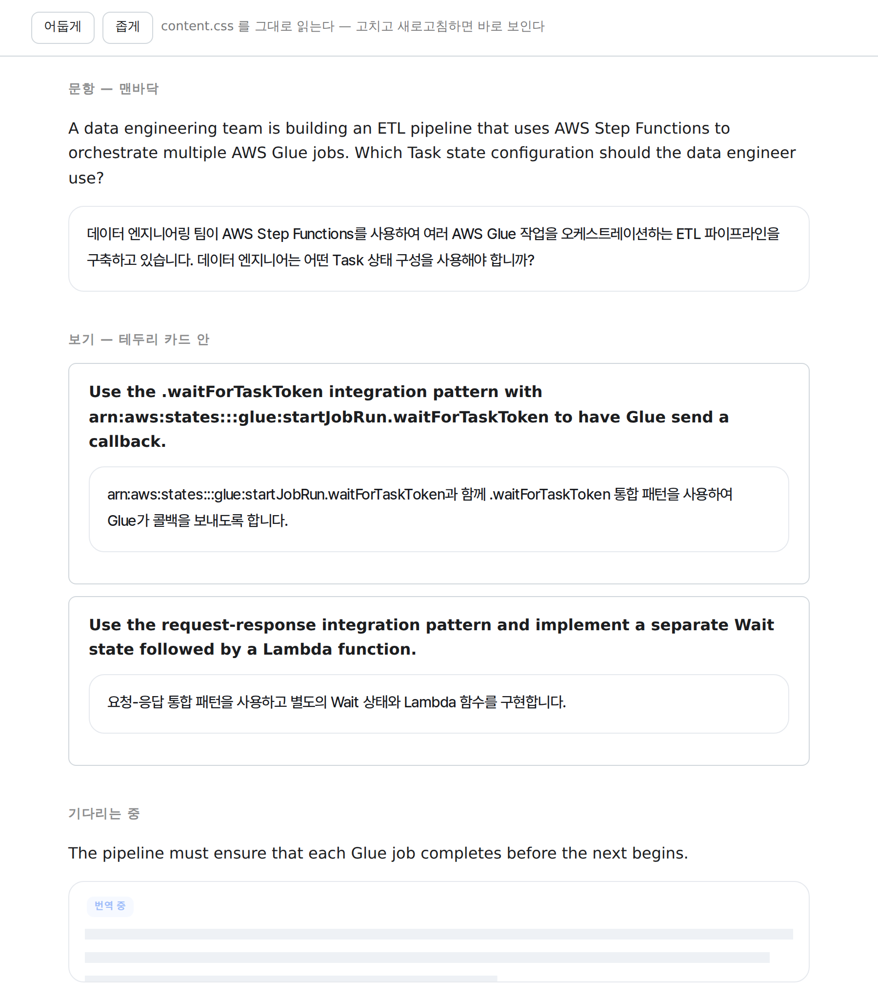 어둡게 좁게 content.css 를 그대로 읽는다 — 고치고 새로고침하면 바로 보인다
문항 — 맨바닥
A data engineering team is building an ETL pipeline that uses AWS Step Functions to
orchestrate multiple AWS Glue jobs. Which Task state configuration should the data engineer
use?
데이터 엔지니어링 팀이 AWS Step Functions를 사용하여 여러 AWS Glue 작업을 오케스트레이션하는 ETL 파이프라인을
구축하고 있습니다. 데이터 엔지니어는 어떤 Task 상태 구성을 사용해야 합니까?
보기 — 테두리 카드 안
Use the .waitForTaskToken integration pattern with
arn:aws:states:::glue:startJobRun.waitForTaskToken to have Glue send a
callback.
arn:aws:states:::glue:startJobRun.waitForTaskToken과 함께 .waitForTaskToken 통합 패턴을 사용하여
Glue가 콜백을 보내도록 합니다.
Use the request-response integration pattern and implement a separate Wait
state followed by a Lambda function.
요청-응답 통합 패턴을 사용하고 별도의 Wait 상태와 Lambda 함수를 구현합니다.
기다리는 중
The pipeline must ensure that each Glue job completes before the next begins.
번역 중